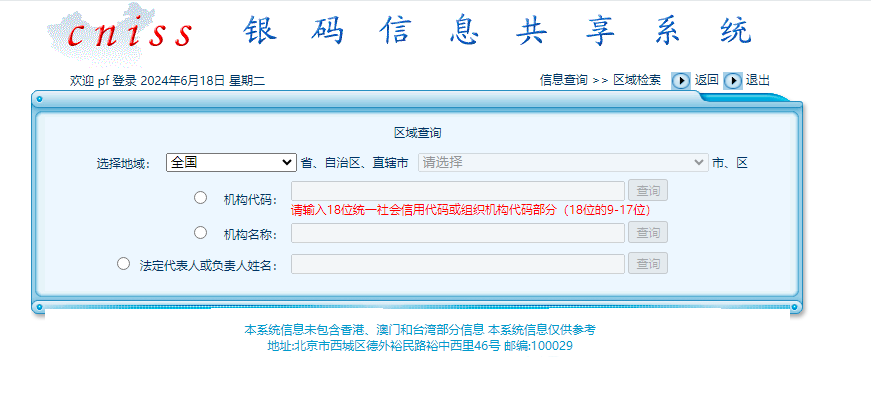 cniss 银码信息共享系统
欢迎 pf 登录 2024年6月18日 星期二 信息查询 >> 区域检索 返回 退出
区域查询
选择地域： 全国 省、自治区、直辖市 请选择 市、区
机构代码： 查询
请输入18位统一社会信用代码或组织机构代码部分（18位的9-17位）
机构名称： 查询
法定代表人或负责人姓名： 查询
本系统信息未包含香港、澳门和台湾部分信息 本系统信息仅供参考
地址:北京市西城区德外裕民路裕中西里46号 邮编:100029